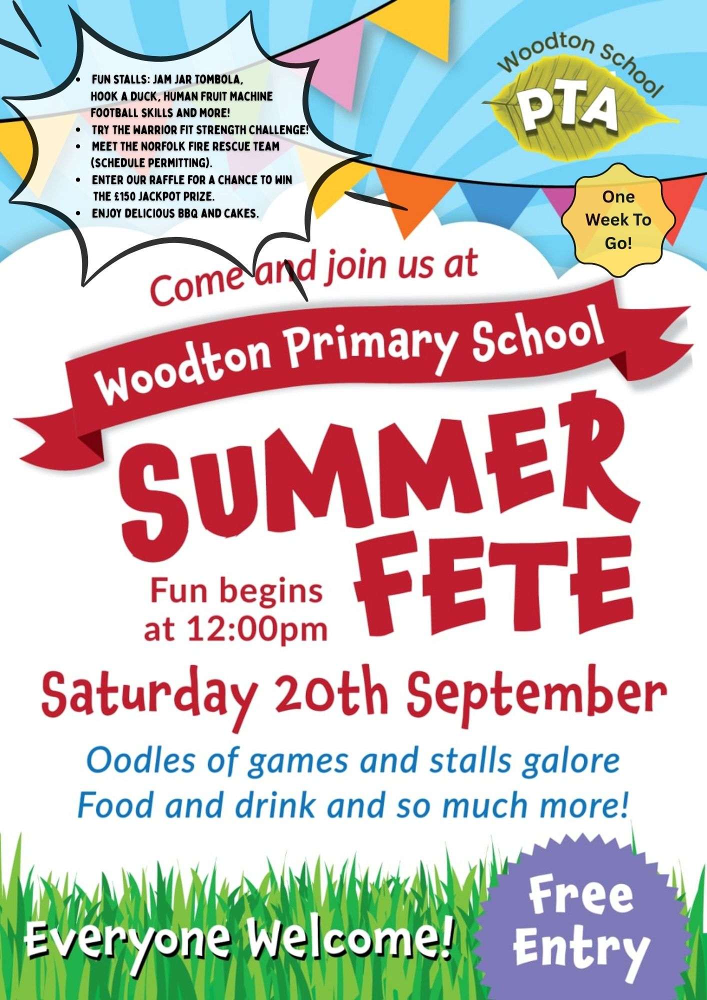 • FUN STALLS: JAM JAR TOMBOLA,
HOOK A DUCK, HUMAN FRUIT MACHINE
FOOTBALL SKILLS AND MORE!
• TRY THE WARRIOR FIT STRENGTH CHALLENGE!
• MEET THE NORFOLK FIRE RESCUE TEAM
(SCHEDULE PERMITTING).
• ENTER OUR RAFFLE FOR A CHANCE TO WIN
THE £150 JACKPOT PRIZE.
• ENJOY DELICIOUS BBQ AND CAKES.
Woodton School
PTA
One
Week To
Go!
Come and join us at
Woodton Primary School
SUMMER
FETE
Fun begins
at 12:00pm
Saturday 20th September
Oodles of games and stalls galore
Food and drink and so much more!
Everyone Welcome!
Free
Entry